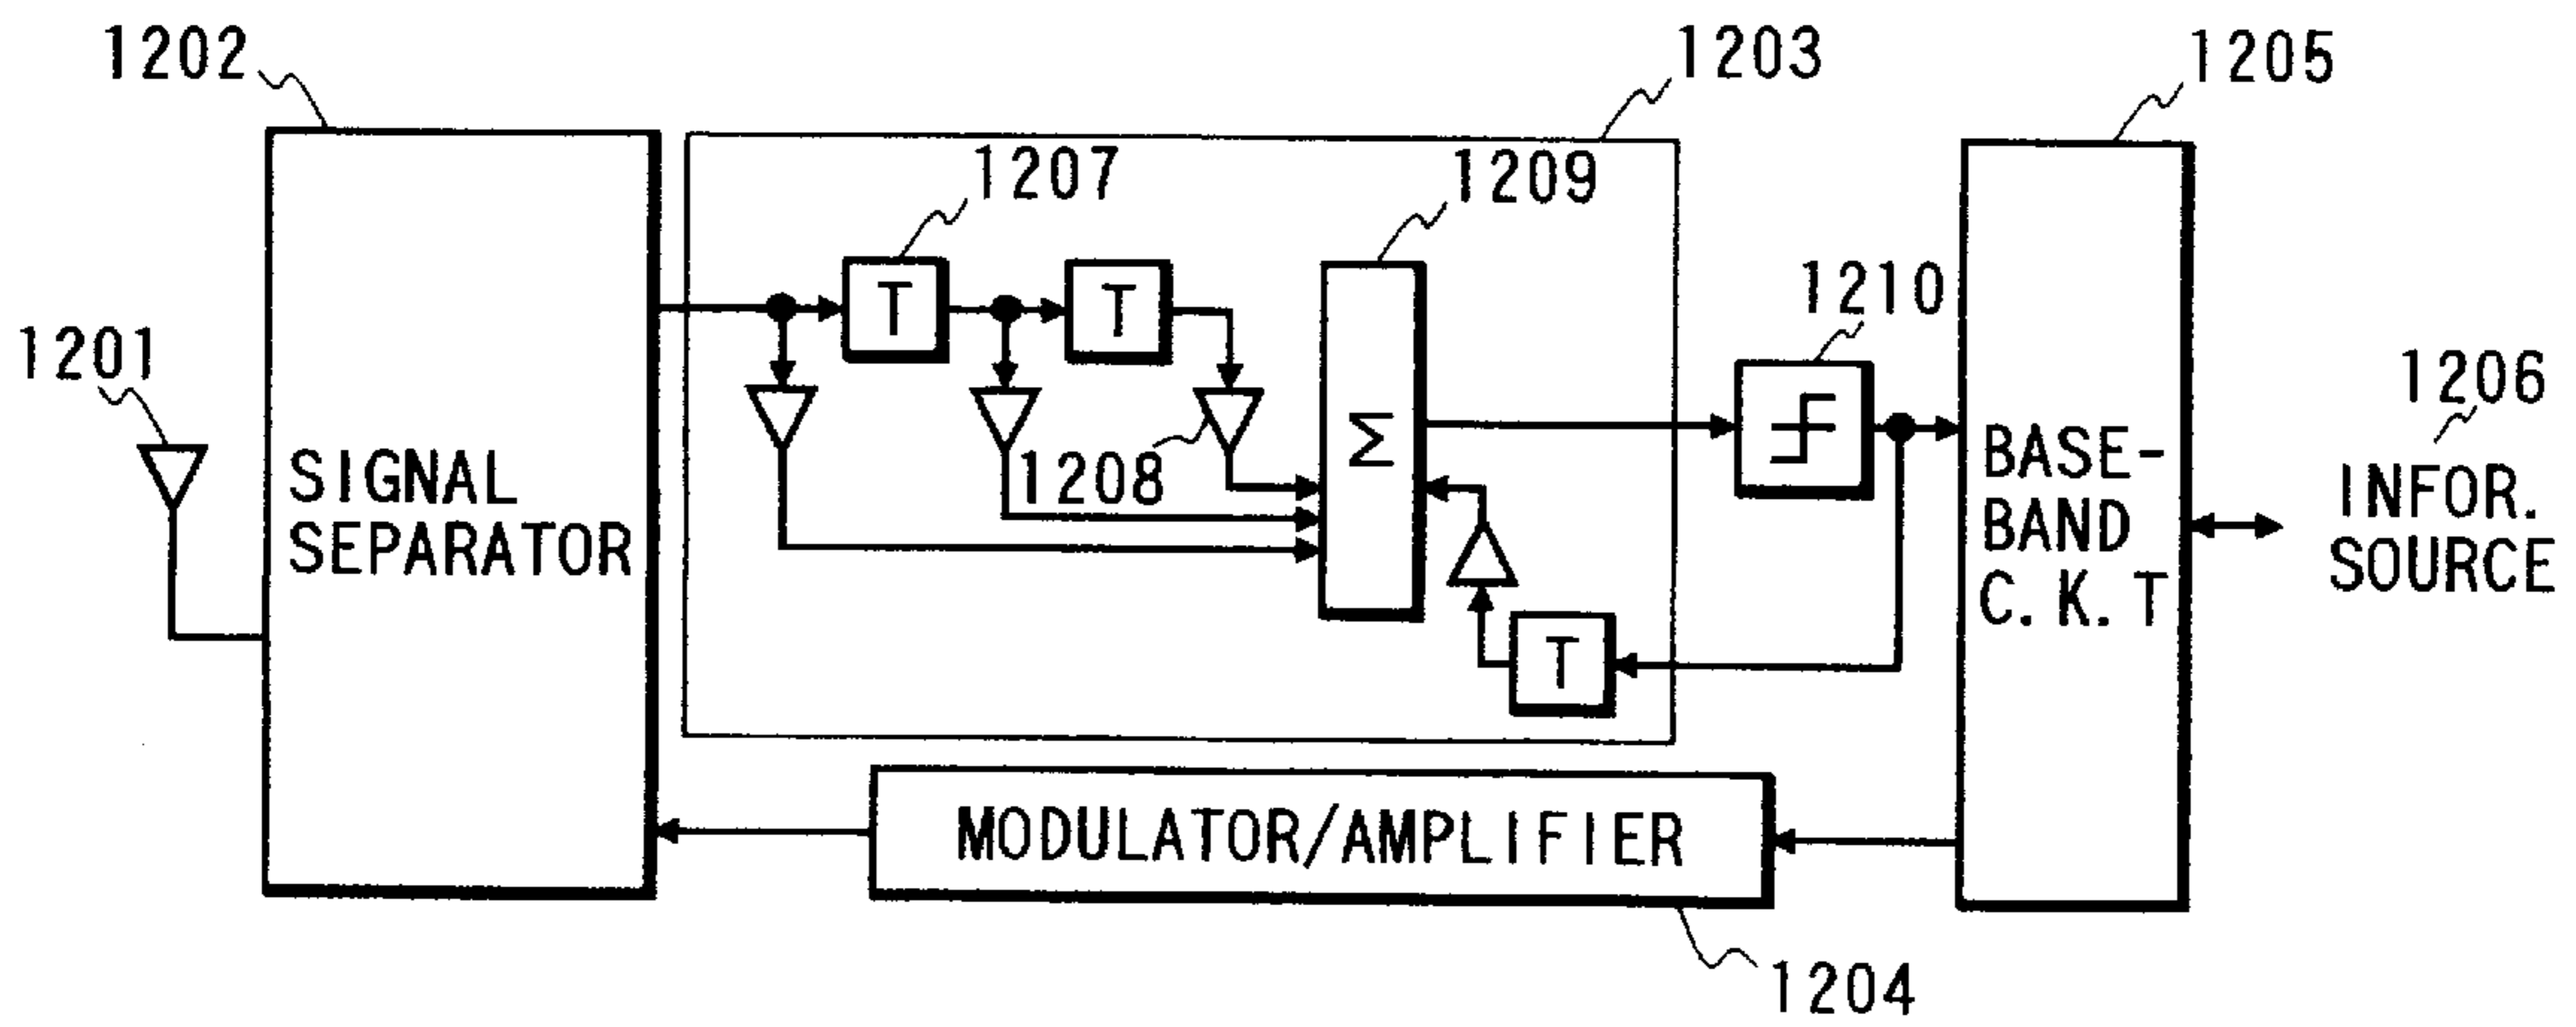 1202
1203
1205
1207
1209
1210
1201
1206
T
T
Σ
1208
SIGNAL
SEPARATOR
BASE-
BAND
C. K. T
INFOR.
SOURCE
T
MODULATOR/AMPLIFIER
1204